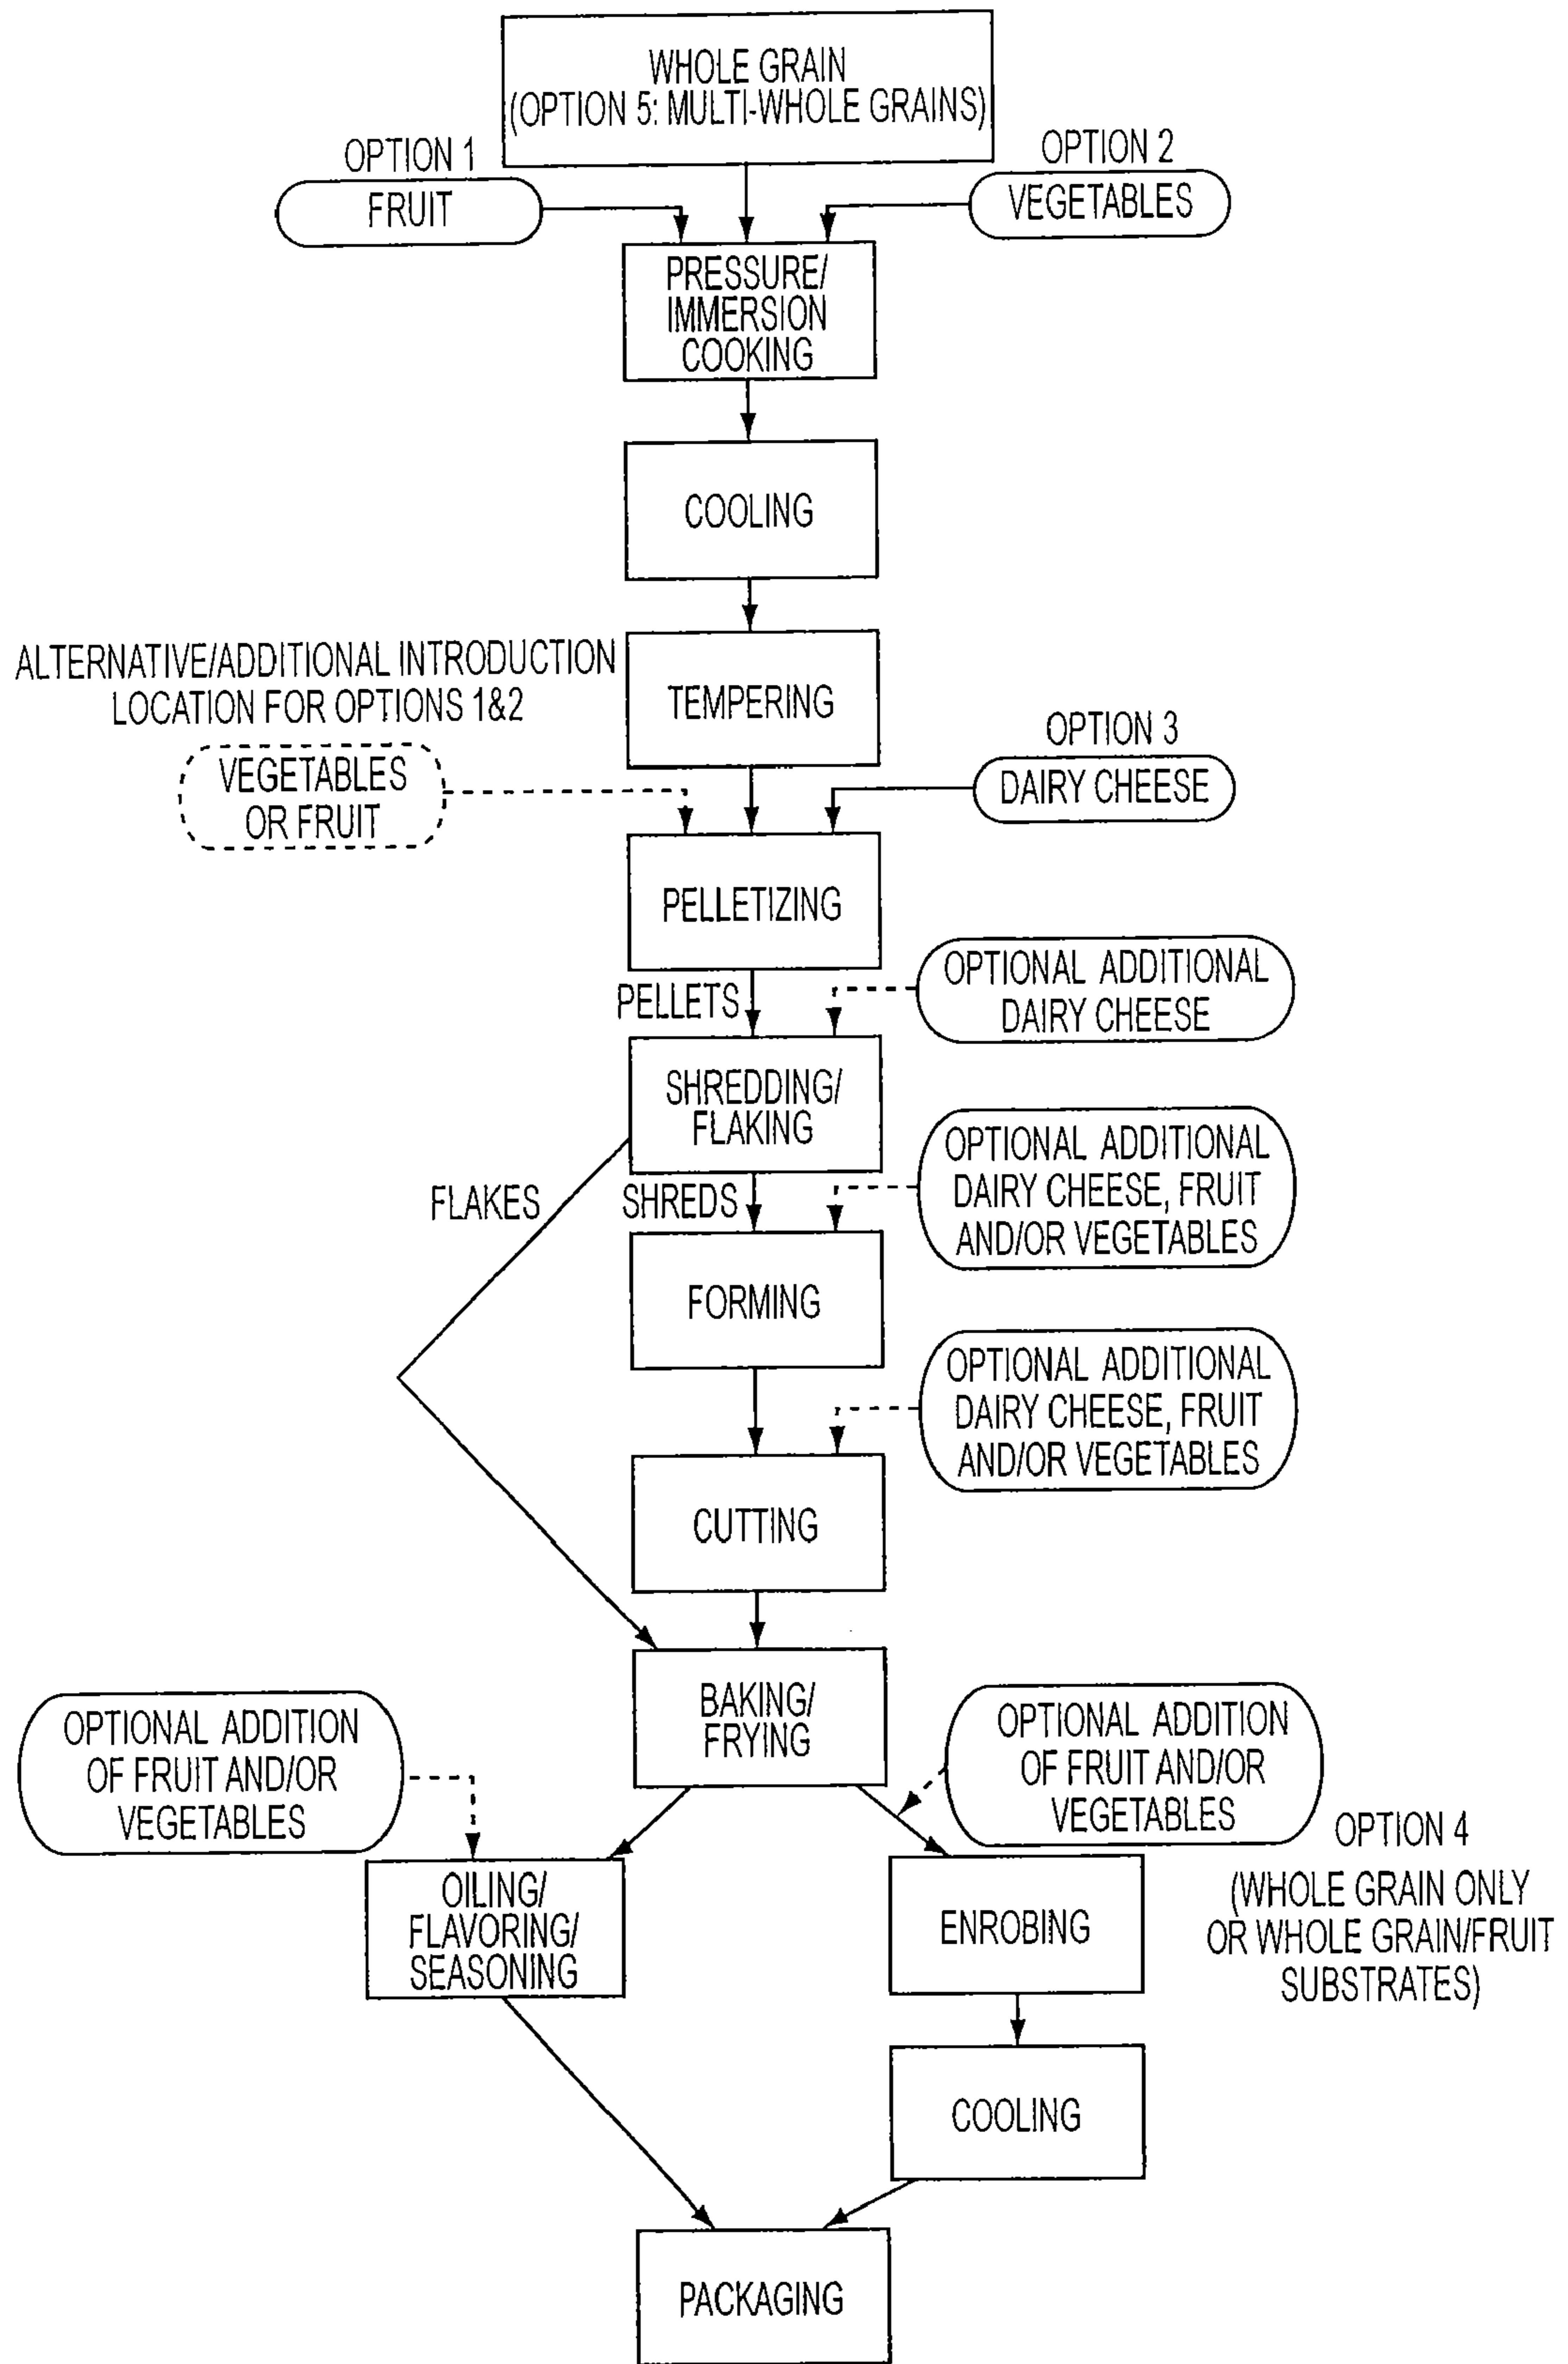 WHOLE GRAIN
(OPTION 5: MULTI-WHOLE GRAINS)
OPTION 1
FRUIT
OPTION 2
VEGETABLES
PRESSURE/
IMMERSION
COOKING
COOLING
TEMPERING
ALTERNATIVE/ADDITIONAL INTRODUCTION
LOCATION FOR OPTIONS 1&2
VEGETABLES
OR FRUIT
OPTION 3
DAIRY CHEESE
PELLETIZING
PELLETS
OPTIONAL ADDITIONAL
DAIRY CHEESE
SHREDDING/
FLAKING
FLAKES
SHREDS
OPTIONAL ADDITIONAL
DAIRY CHEESE, FRUIT
AND/OR VEGETABLES
FORMING
OPTIONAL ADDITIONAL
DAIRY CHEESE, FRUIT
AND/OR VEGETABLES
CUTTING
BAKING/
FRYING
OPTIONAL ADDITION
OF FRUIT AND/OR
VEGETABLES
OPTIONAL ADDITION
OF FRUIT AND/OR
VEGETABLES
OILING/
FLAVORING/
SEASONING
ENROBING
OPTION 4
(WHOLE GRAIN ONLY
OR WHOLE GRAIN/FRUIT
SUBSTRATES)
COOLING
PACKAGING